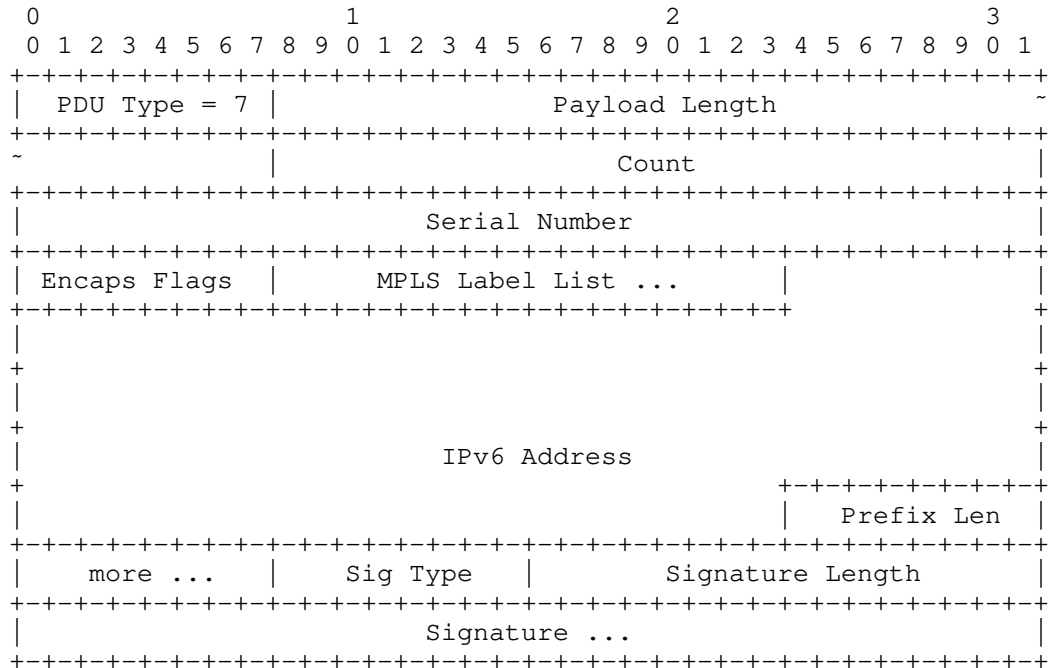 0                   1                   2                   3
0 1 2 3 4 5 6 7 8 9 0 1 2 3 4 5 6 7 8 9 0 1 2 3 4 5 6 7 8 9 0 1
+-+-+-+-+-+-+-+-+-+-+-+-+-+-+-+-+-+-+-+-+-+-+-+-+-+-+-+-+-+-+-+-+
|  PDU Type = 7 |                 Payload Length                ~
+-+-+-+-+-+-+-+-+-+-+-+-+-+-+-+-+-+-+-+-+-+-+-+-+-+-+-+-+-+-+-+-+
~               |                     Count                     |
+-+-+-+-+-+-+-+-+-+-+-+-+-+-+-+-+-+-+-+-+-+-+-+-+-+-+-+-+-+-+-+-+
|                         Serial Number                         |
+-+-+-+-+-+-+-+-+-+-+-+-+-+-+-+-+-+-+-+-+-+-+-+-+-+-+-+-+-+-+-+-+
| Encaps Flags  |      MPLS Label List ...      |               |
+-+-+-+-+-+-+-+-+-+-+-+-+-+-+-+-+-+-+-+-+-+-+-+-+               +
|                                                               |
+                                                               +
|                                                               |
+                                                               +
|                          IPv6 Address                         |
+                                               +-+-+-+-+-+-+-+-+
|                                               |   Prefix Len  |
+-+-+-+-+-+-+-+-+-+-+-+-+-+-+-+-+-+-+-+-+-+-+-+-+-+-+-+-+-+-+-+-+
|    more ...   |    Sig Type   |        Signature Length       |
+-+-+-+-+-+-+-+-+-+-+-+-+-+-+-+-+-+-+-+-+-+-+-+-+-+-+-+-+-+-+-+-+
|                         Signature ...                         |
+-+-+-+-+-+-+-+-+-+-+-+-+-+-+-+-+-+-+-+-+-+-+-+-+-+-+-+-+-+-+-+-+